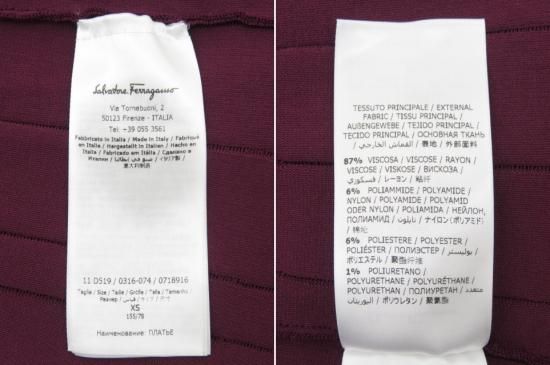 Salvatore Ferragamo
Via Tornabuoni, 2
50123 Firenze - ITALIA
Tel: +39 055 3561
Fabbricato in Italia / Made in Italy / Fabriqué
en Italie / Hergestellt in Italien / Hecho en
Italia / Fabricado em Itália / Сделано в
Италии / صنع في إيطاليا / イタリア製 /
意大利制造
11 D519 / 0316-074 / 0718916
Taglia / Size / Taille / Größe / Talla / Tamanho /
Размер / قياس / サイズ / 尺寸
XS
155/78
Наименование: ПЛАТЬЕ
TESSUTO PRINCIPALE / EXTERNAL
FABRIC / TISSU PRINCIPAL /
AUßENGEWEBE / TEJIDO PRINCIPAL /
TECIDO PRINCIPAL / ОСНОВНАЯ ТКАНЬ
/ القماش الخارجي / 表地 / 外部面料
87% VISCOSA / VISCOSE / RAYON /
VISCOSE / VISKOSE / ВИСКОЗА /
فسكوزي / レーヨン / 粘纤
6% POLIAMMIDE / POLYAMIDE /
NYLON / POLYAMIDE / POLYAMID
ODER NYLON / POLIAMIDA / НЕЙЛОН,
ПОЛИАМИД / نايلون / ナイロン(ポリアミド)
/ 锦纶
6% POLIESTERE / POLYESTER /
POLIÉSTER / ПОЛИЭСТЕР / بوليستر /
ポリエステル / 聚酯纤维
1% POLIURETANO /
POLYURETHANE / POLYURÉTHANE /
POLYURETHAN / ПОЛИУРЕТАН / متعدد
اليوريثان / ポリウレタン / 聚氨酯